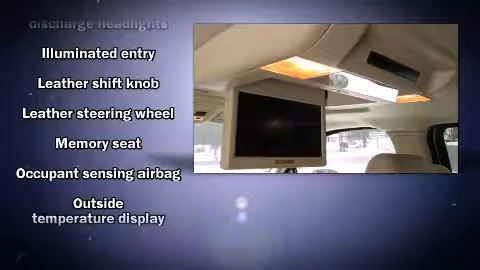 discharge headlights
Illuminated entry
Leather shift knob
Leather steering wheel
Memory seat
Occupant sensing airbag
Outside
temperature display